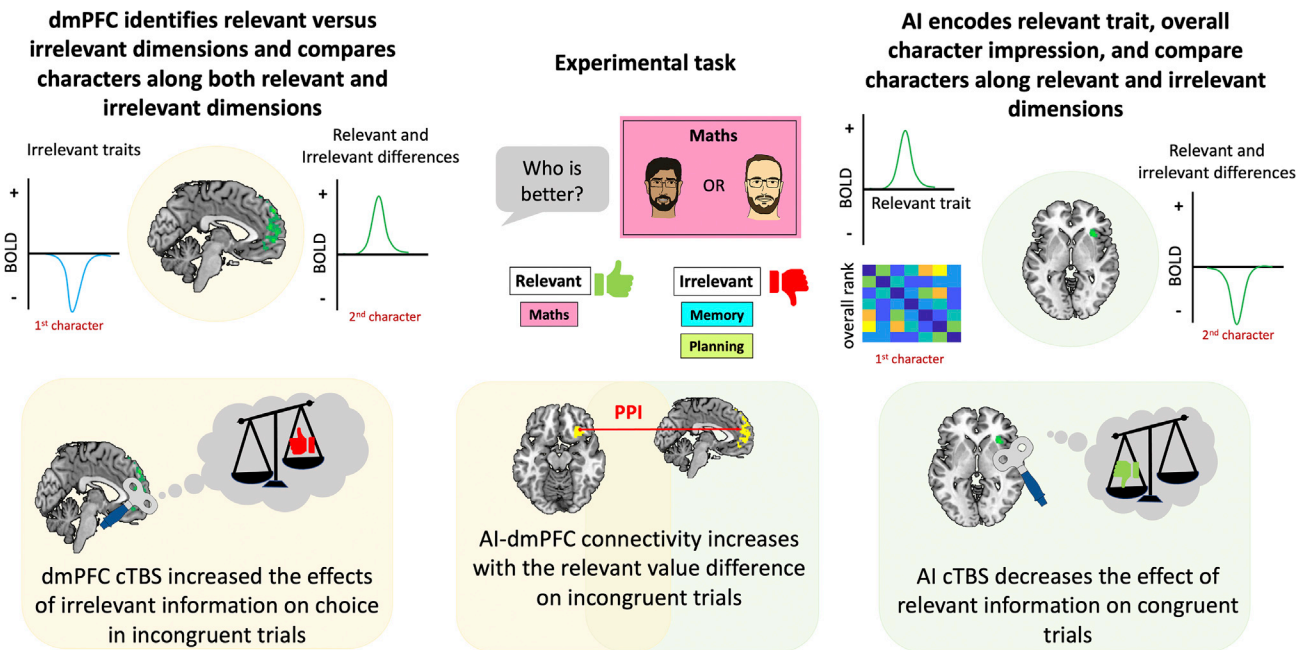 dmPFC identifies relevant versus
irrelevant dimensions and compares
characters along both relevant and
irrelevant dimensions
Irrelevant traits
+
BOLD
-
1st character
Relevant and
Irrelevant differences
+
BOLD
-
2nd character
Experimental task
Who is
better?
Maths
OR
Relevant
Maths
Irrelevant
Memory
Planning
AI encodes relevant trait, overall
character impression, and compare
characters along relevant and irrelevant
dimensions
+
BOLD
-
Relevant trait
overall rank
1st character
Relevant and
irrelevant differences
+
BOLD
-
2nd character
dmPFC cTBS increased the effects
of irrelevant information on choice
in incongruent trials
PPI
AI-dmPFC connectivity increases
with the relevant value difference
on incongruent trials
AI cTBS decreases the effect of
relevant information on congruent
trials